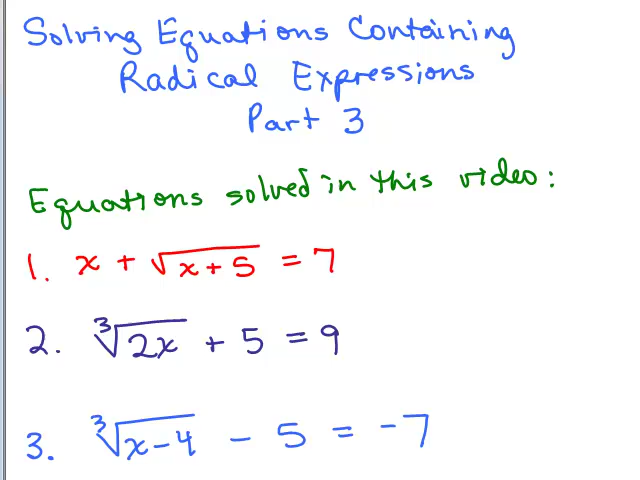 Solving Equations Containing
Radical Expressions
Part 3
Equations solved in this video:
1. x + √(x + 5) = 7
2. ∛(2x) + 5 = 9
3. ∛(x - 4) - 5 = -7